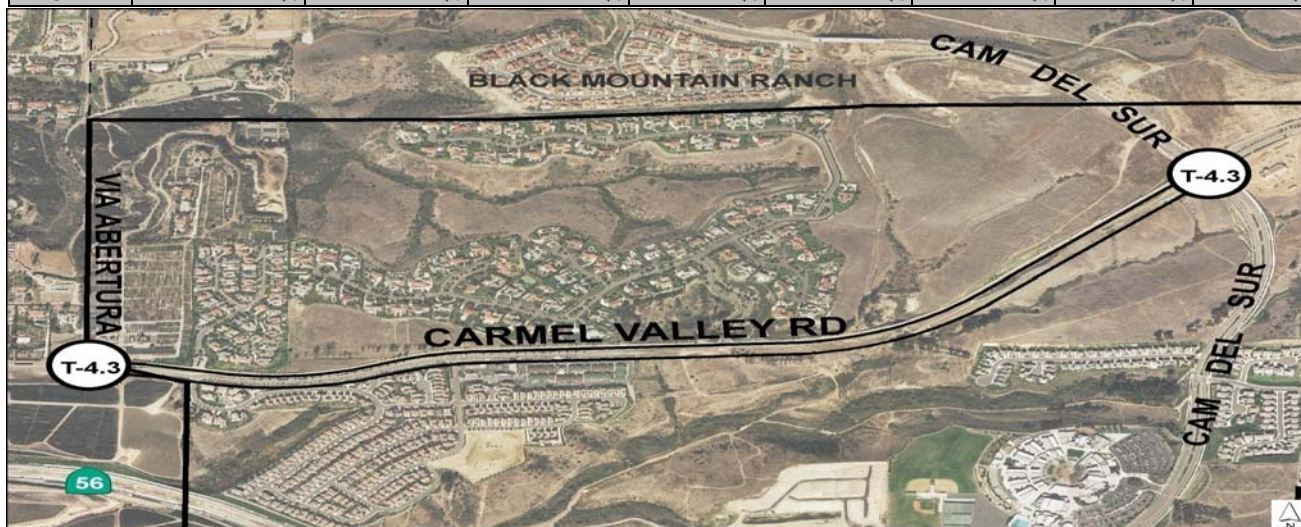 BLACK MOUNTAIN RANCH
CAM DEL SUR
T-4.3
VIA ABERTURA
CARMEL VALLEY RD
CAM DEL SUR
T-4.3
56